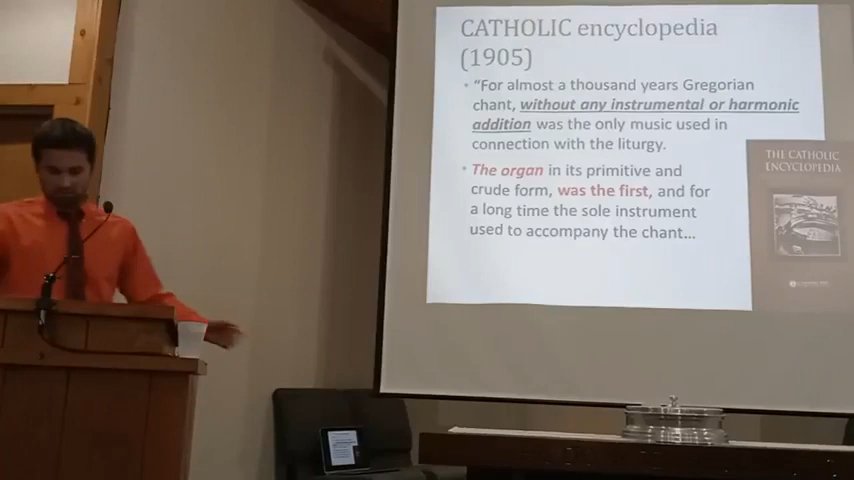 CATHOLIC encyclopedia
(1905)
• "For almost a thousand years Gregorian
chant, without any instrumental or harmonic
addition was the only music used in
connection with the liturgy.
• The organ in its primitive and
crude form, was the first, and for
a long time the sole instrument
used to accompany the chant...
THE CATHOLIC
ENCYCLOPEDIA